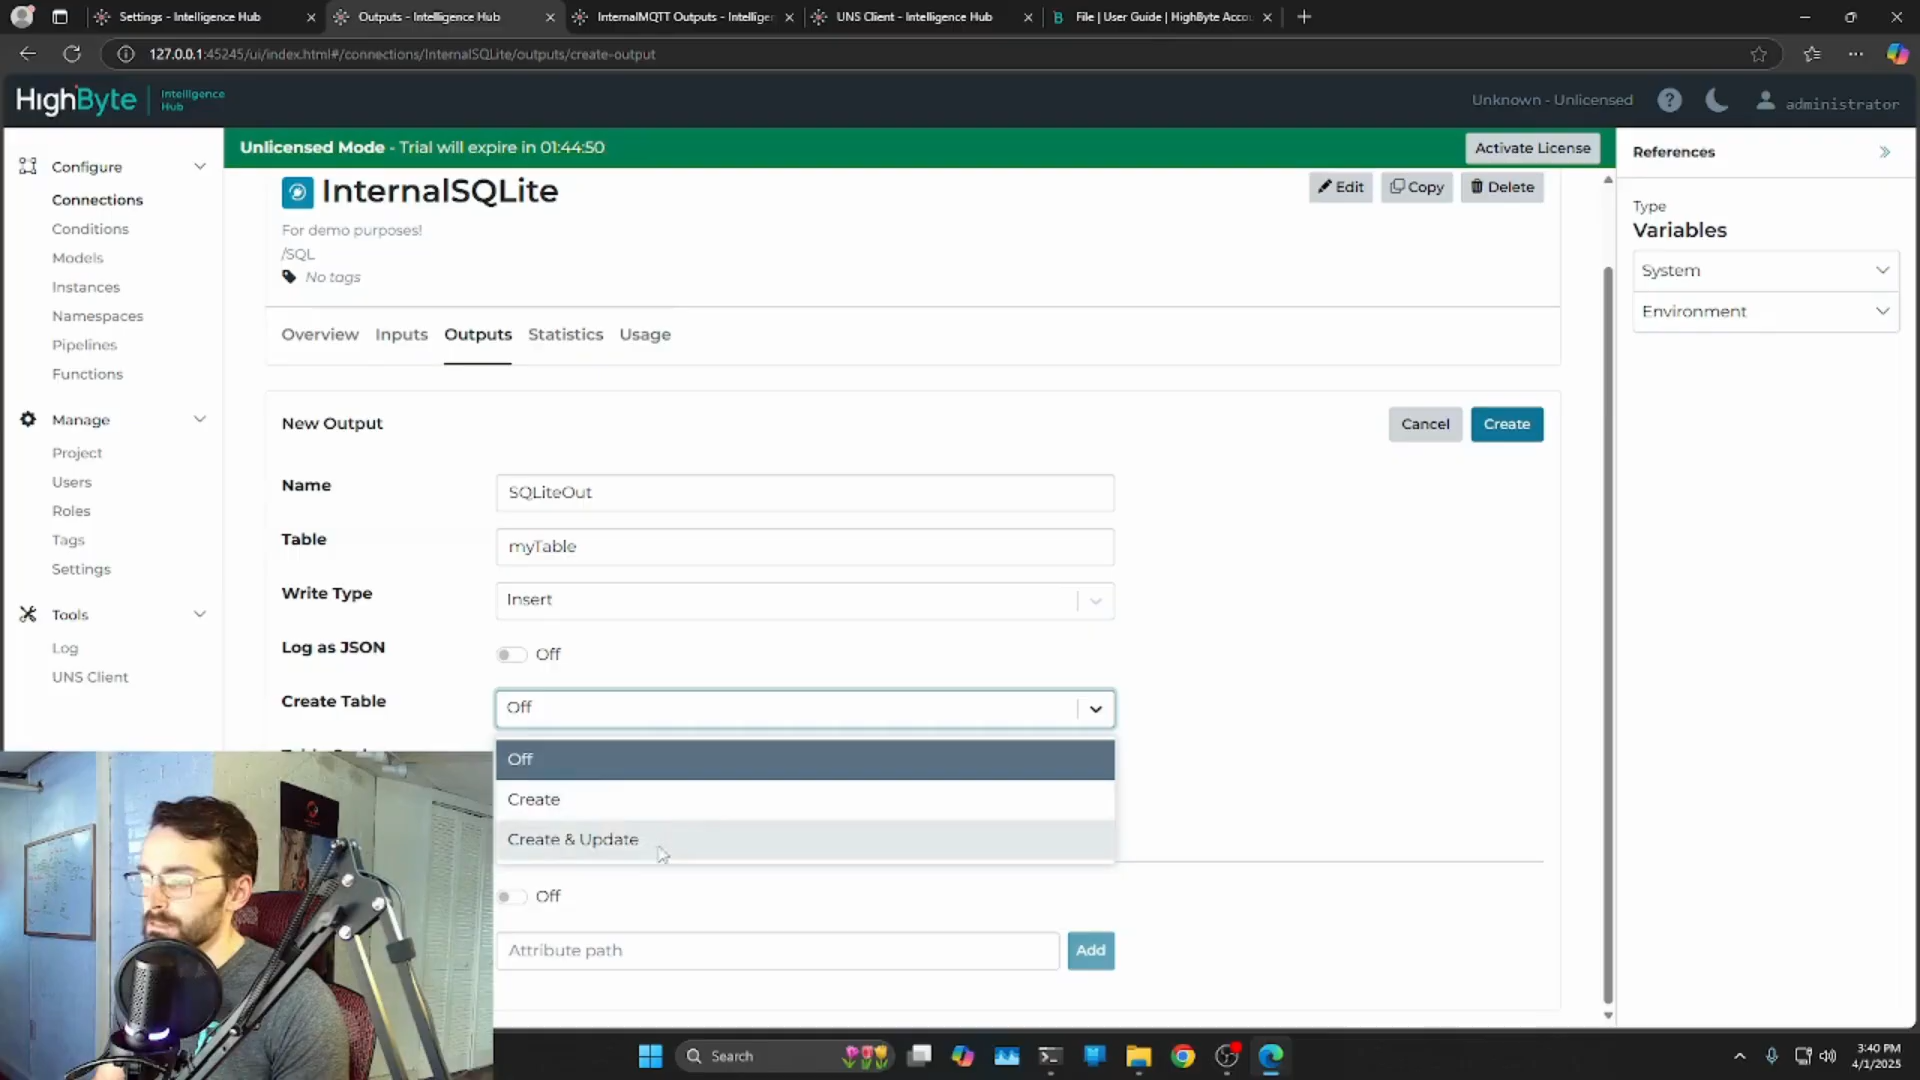 Settings - Intelligence Hub
Outputs - Intelligence Hub
InternalMQTT Outputs - Intelliger
UNS Client - Intelligence Hub
File | User Guide | HighByte Acco
127.0.0.1:45245/ui/index.html#/connections/InternalSQLite/outputs/create-output
HighByte
Intelligence
Hub
Unknown - Unlicensed
administrator
Configure
Connections
Conditions
Models
Instances
Namespaces
Pipelines
Functions
Manage
Project
Users
Roles
Tags
Settings
Tools
Log
UNS Client
Unlicensed Mode - Trial will expire in 01:44:50
Activate License
InternalSQLite
Edit
Copy
Delete
For demo purposes!
/SQL
No tags
Overview
Inputs
Outputs
Statistics
Usage
New Output
Cancel
Create
Name
SQLiteOut
Table
myTable
Write Type
Insert
Log as JSON
Off
Create Table
Off
Off
Create
Create & Update
Off
Attribute path
Add
References
Type
Variables
System
Environment
Search
3:40 PM
4/1/2025